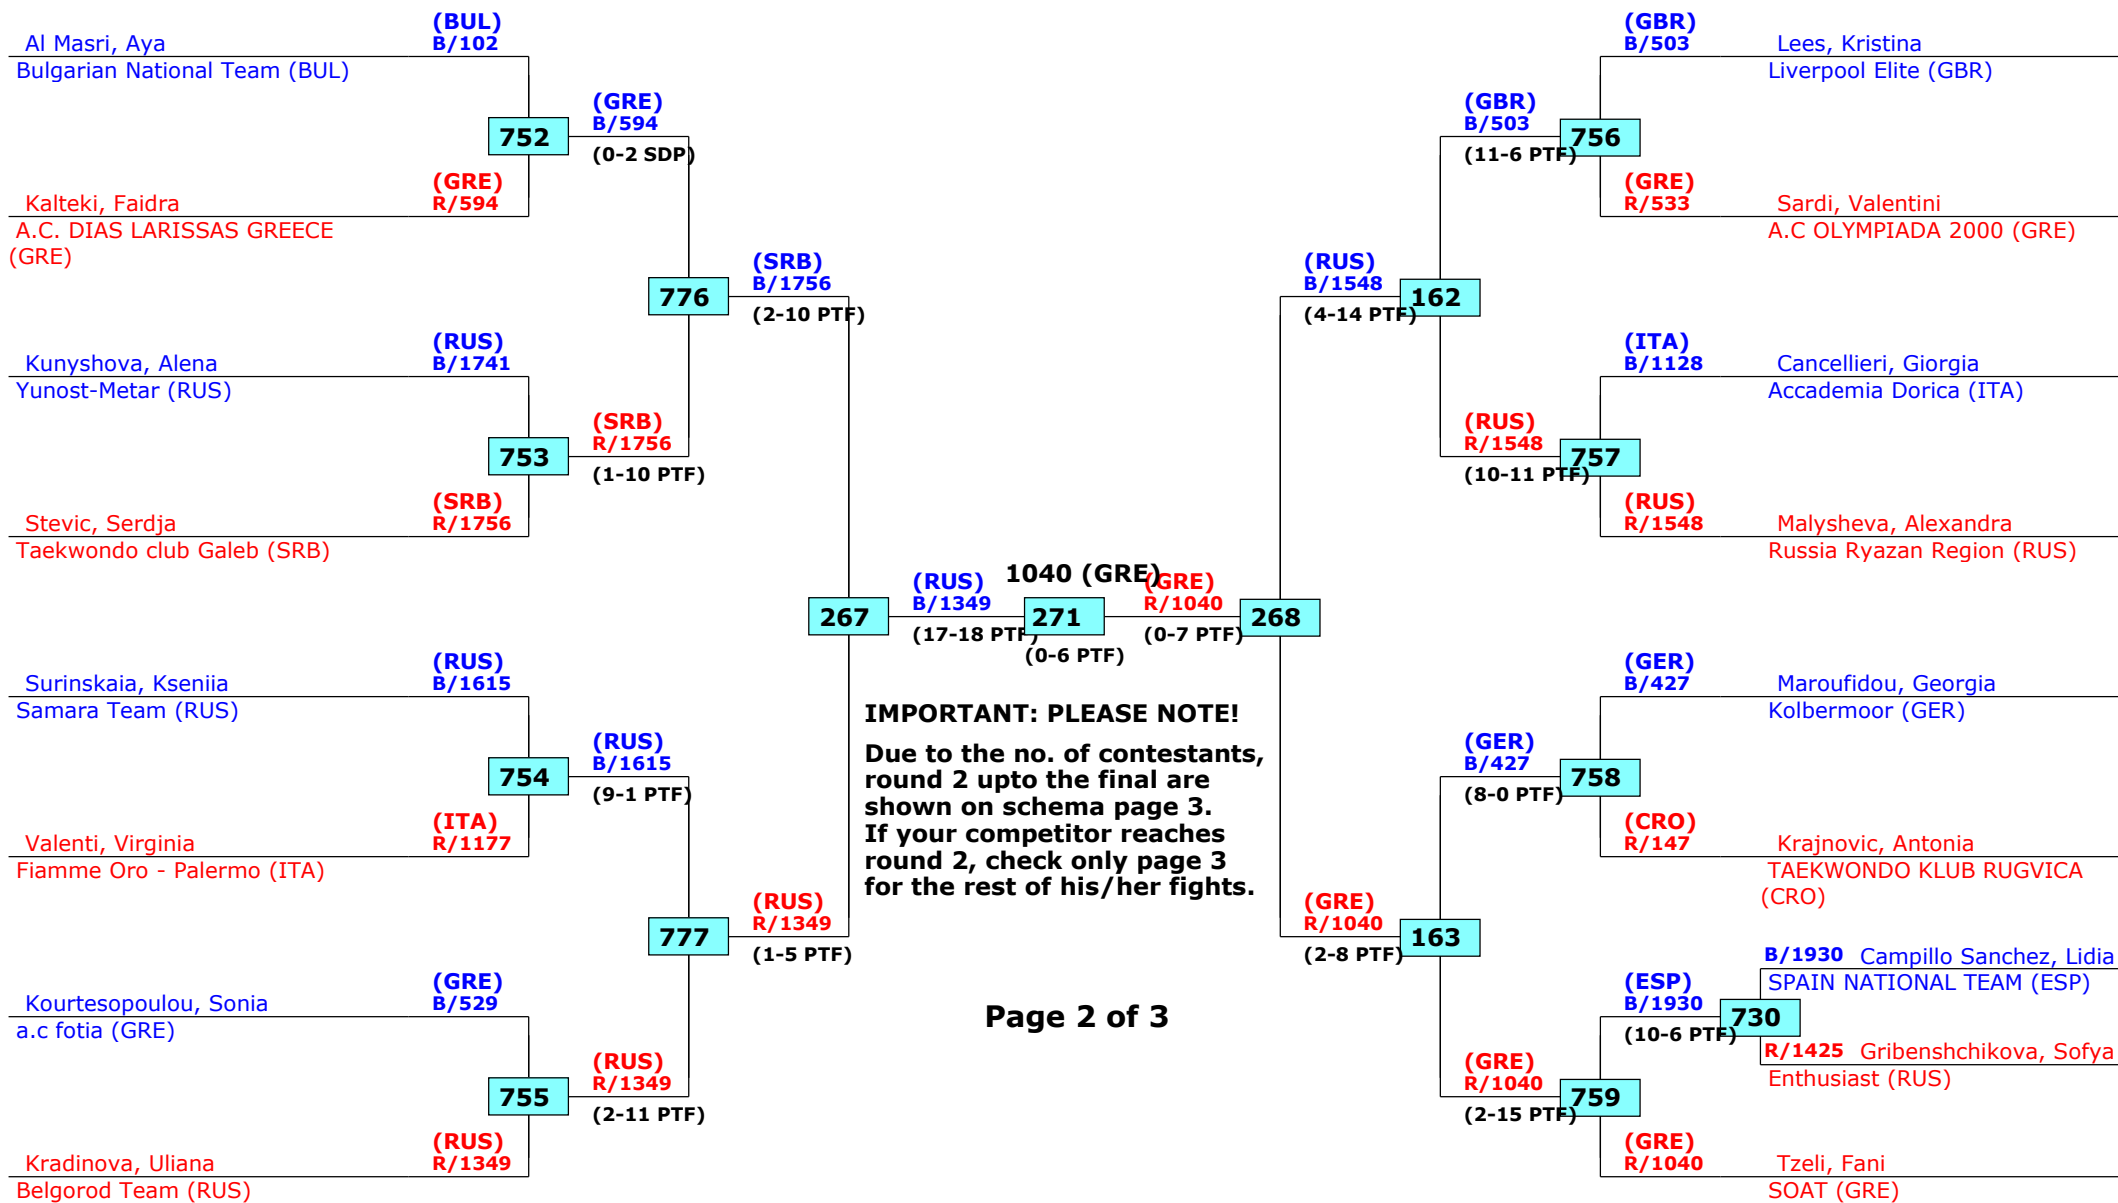 (BUL)
B/102
Al Masri, Aya
Bulgarian National Team (BUL)
752
(GRE)
B/594
(0-2 SDP)
(GRE)
R/594
Kalteki, Faidra
A.C. DIAS LARISSAS GREECE
(GRE)
776
(SRB)
B/1756
(2-10 PTF)
(RUS)
B/1741
Kunyshova, Alena
Yunost-Metar (RUS)
753
(SRB)
R/1756
(1-10 PTF)
(SRB)
R/1756
Stevic, Serdja
Taekwondo club Galeb (SRB)
267
(RUS)
B/1349
(17-18 PTF)
1040 (GRE)
271
(0-6 PTF)
(GRE)
R/1040
(0-7 PTF)
268
(RUS)
B/1615
Surinskaia, Kseniia
Samara Team (RUS)
754
(RUS)
B/1615
(9-1 PTF)
(ITA)
R/1177
Valenti, Virginia
Fiamme Oro - Palermo (ITA)
777
(RUS)
R/1349
(1-5 PTF)
(GRE)
B/529
Kourtesopoulou, Sonia
a.c fotia (GRE)
755
(RUS)
R/1349
(2-11 PTF)
(RUS)
R/1349
Kradinova, Uliana
Belgorod Team (RUS)
IMPORTANT: PLEASE NOTE!
Due to the no. of contestants,
round 2 upto the final are
shown on schema page 3.
If your competitor reaches
round 2, check only page 3
for the rest of his/her fights.
Page 2 of 3
(GBR)
B/503
Lees, Kristina
Liverpool Elite (GBR)
(GBR)
B/503
(11-6 PTF)
756
(GRE)
R/533
Sardi, Valentini
A.C OLYMPIADA 2000 (GRE)
(RUS)
B/1548
(4-14 PTF)
162
(ITA)
B/1128
Cancellieri, Giorgia
Accademia Dorica (ITA)
(RUS)
R/1548
(10-11 PTF)
757
(RUS)
R/1548
Malysheva, Alexandra
Russia Ryazan Region (RUS)
(GER)
B/427
Maroufidou, Georgia
Kolbermoor (GER)
(GER)
B/427
(8-0 PTF)
758
(CRO)
R/147
Krajnovic, Antonia
TAEKWONDO KLUB RUGVICA
(CRO)
(GRE)
R/1040
(2-8 PTF)
163
B/1930 Campillo Sanchez, Lidia
SPAIN NATIONAL TEAM (ESP)
(ESP)
B/1930
(10-6 PTF)
730
R/1425 Gribenshchikova, Sofya
Enthusiast (RUS)
(GRE)
R/1040
(2-15 PTF)
759
(GRE)
R/1040
Tzeli, Fani
SOAT (GRE)